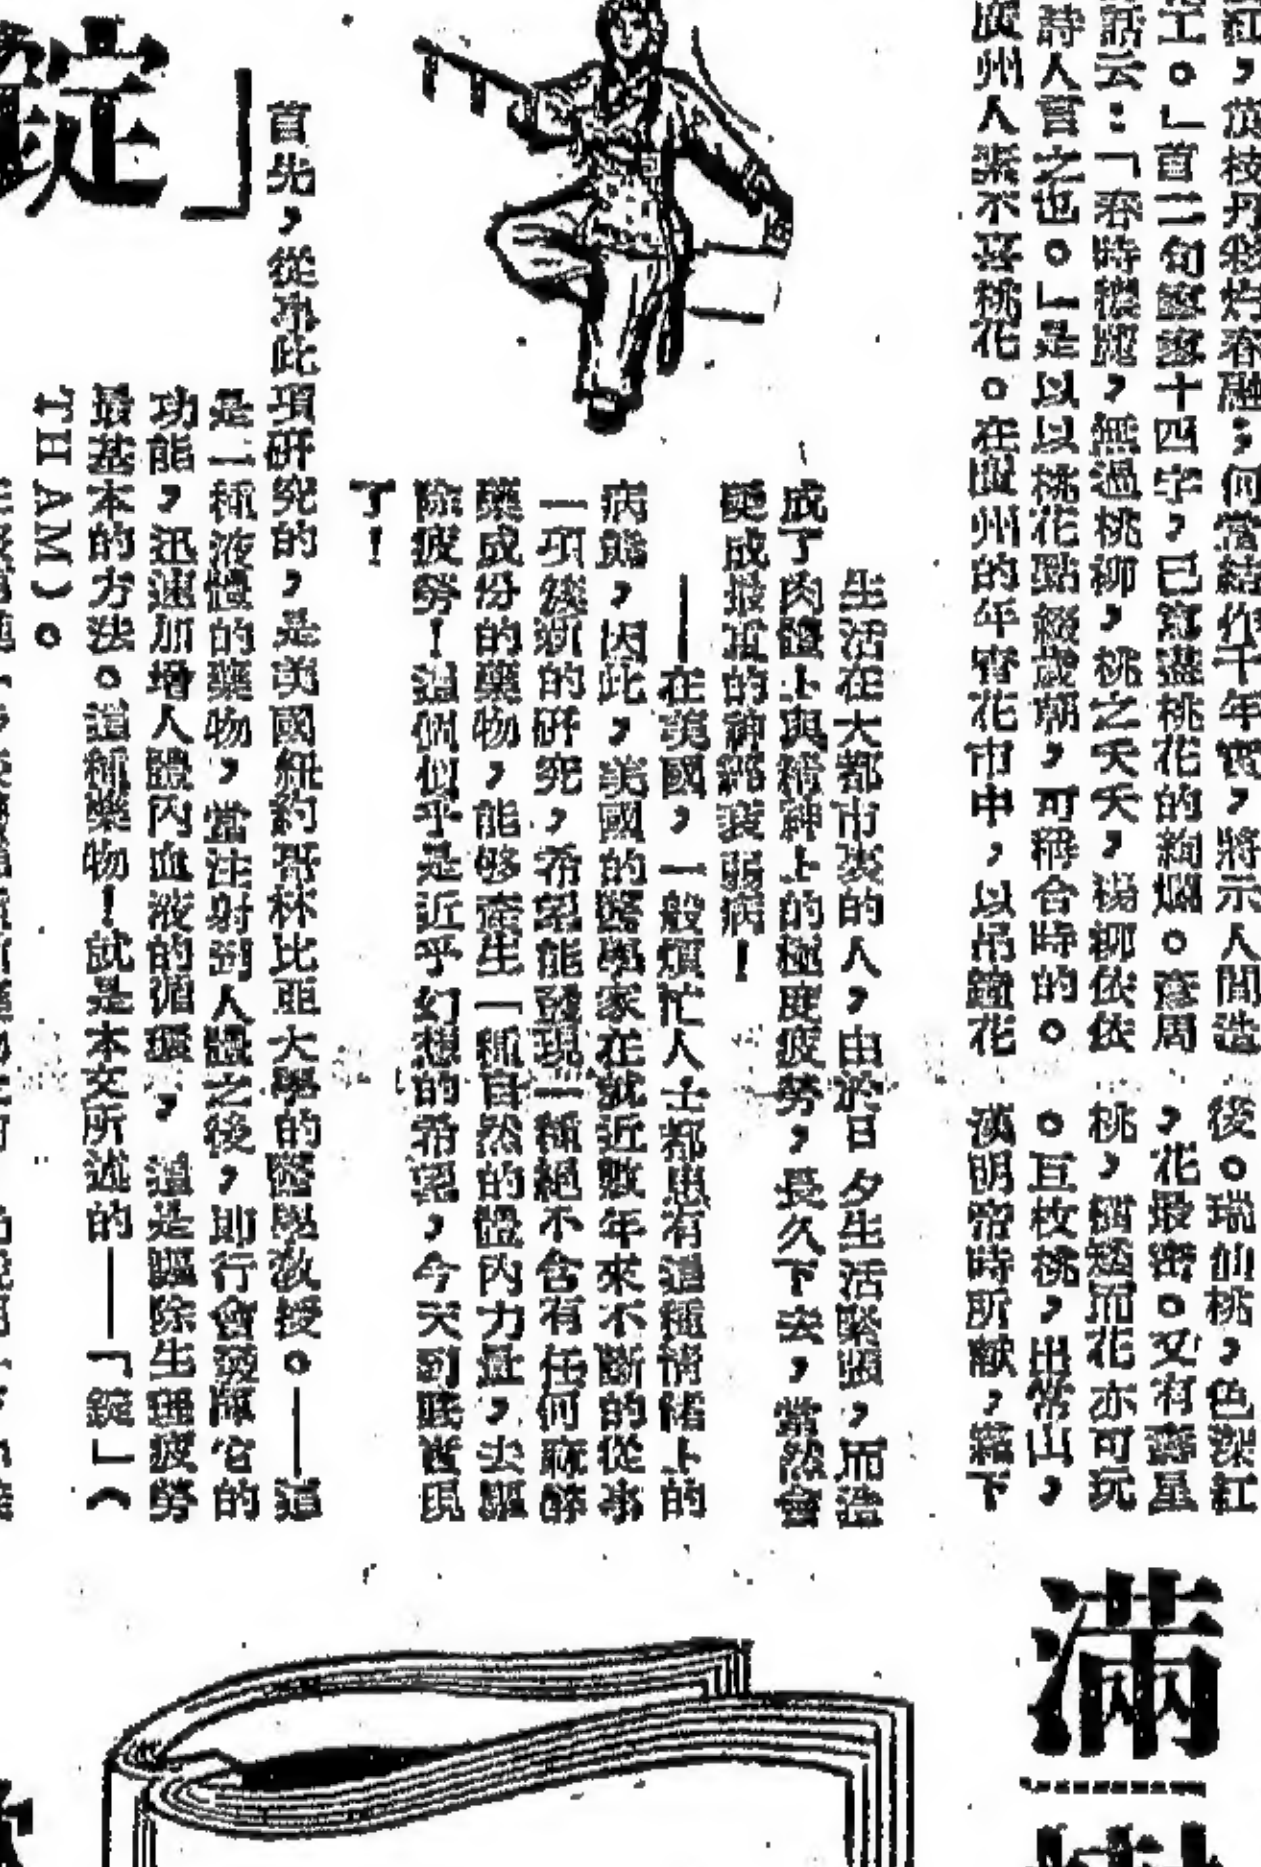 紅，茂枝丹彩灼春融；何當結作千年實，將示人間造
工。」首二句寥寥十四字，已寫盡桃花的絢爛。彥周
詩話云：「春時穠麗，無過桃柳，桃之夭夭，楊柳依依
詩人言之也。」是以以桃花點綴歲朝，可稱合時的。
廣州人素不喜桃花。在廣州的年宵花市中，以吊鐘花
後。瑞仙桃，色深紅
，花最密。又有壽星
桃，樹矮而花亦可玩
。巨枚桃，出常山，
漢明帝時所獻，霜下
生活在大都市裏的人，由於日夕生活緊張，而造
成了肉體上與精神上的極度疲勞，長久下去，當然會
變成嚴重的神經衰弱病！
——在美國，一般煩忙人士都患有這種情緒上的
病態，因此，美國的醫學家在就近數年來不斷的從事
一項簇新的研究，希望能發現一種絕不含有任何麻醉
藥成份的藥物，能够產生一種自然的體內力量，去驅
除疲勞！這個似乎是近乎幻想的希望，今天到底實現
了！
錠」
首先，從事此項研究的，是美國紐約哥林比亞大學的醫學教授。——這
是一種液體的藥物，當注射到人體之後，即行會發揮它的
功能，迅速加增人體內血液的循環，這是驅除生理疲勞
最基本的方法。這種藥物！就是本文所述的——「錠」（
THAM）。
滿